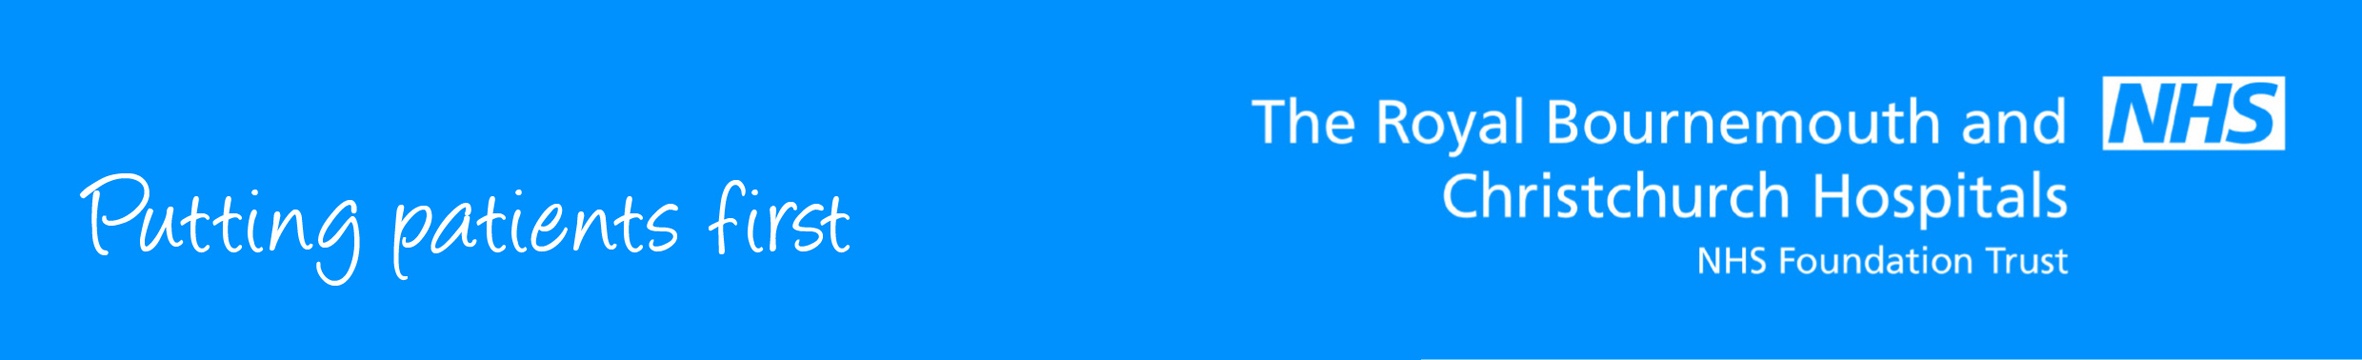 Putting patients first
The Royal Bournemouth and NHS
Christchurch Hospitals
NHS Foundation Trust